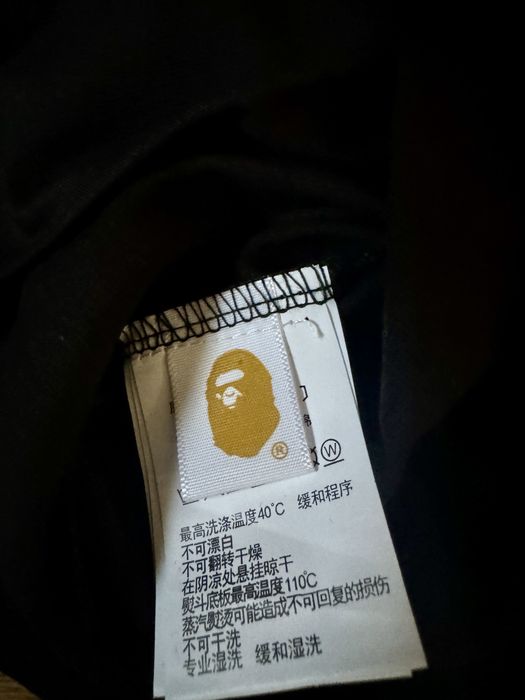 ®
W
最高洗涤温度40℃ 缓和程序
不可漂白
不可翻转干燥
在阴凉处悬挂晾干
熨斗底板最高温度110℃
蒸汽熨烫可能造成不可回复的损伤
不可干洗
专业湿洗 缓和湿洗